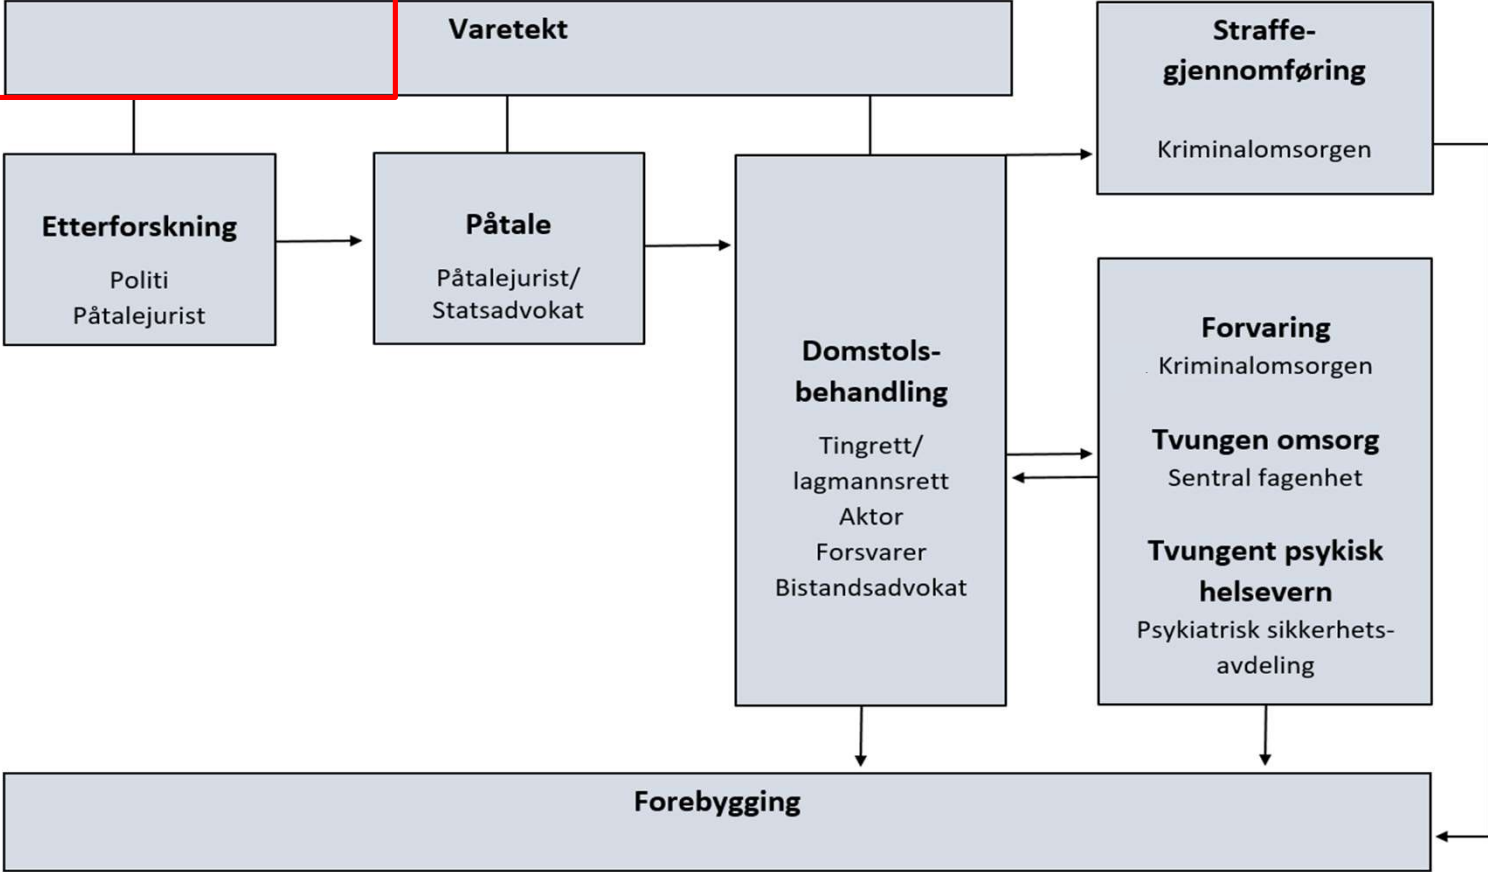 Varetekt
Straffe-
gjennomføring
Kriminalomsorgen
Etterforskning
Politi
Påtalejurist
Påtale
Påtalejurist/
Statsadvokat
Domstols-
behandling
Tingrett/
lagmannsrett
Aktor
Forsvarer
Bistandsadvokat
Forvaring
Kriminalomsorgen
Tvungen omsorg
Sentral fagenhet
Tvungent psykisk
helsevern
Psykiatrisk sikkerhets-
avdeling
Forebygging